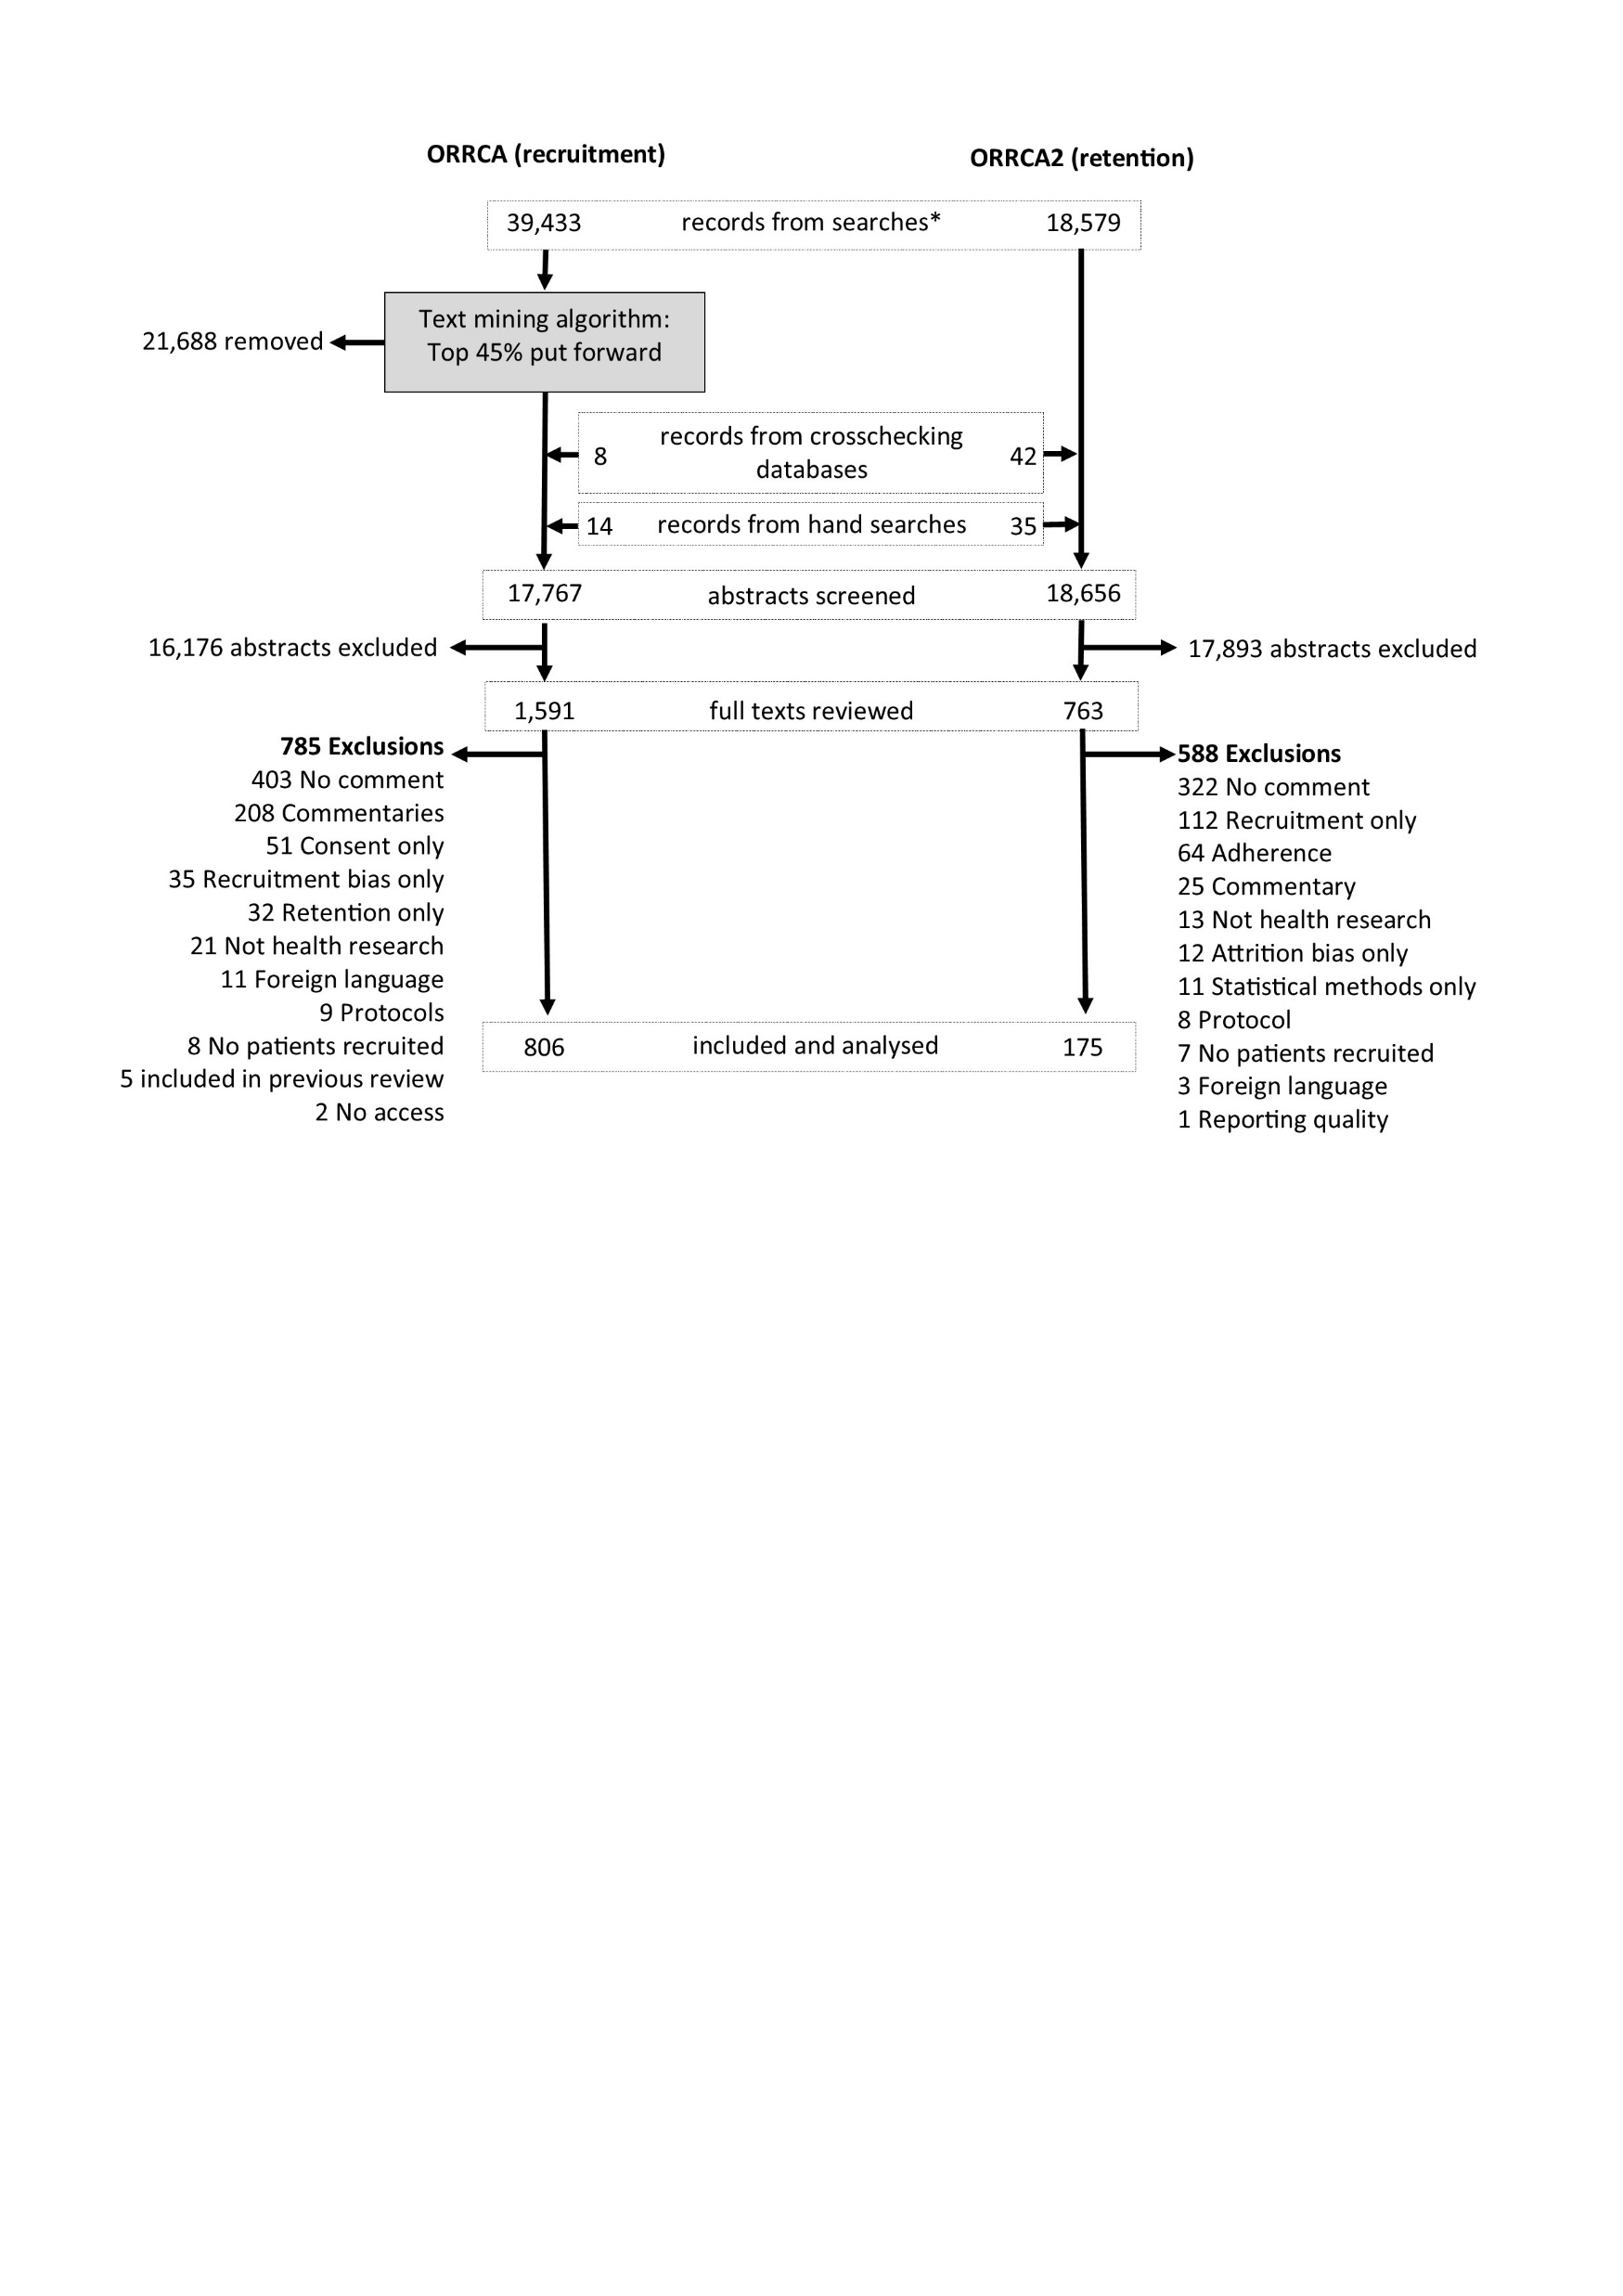 ORRCA (recruitment)
ORRCA2 (retention)
39,433 records from searches* 18,579
Text mining algorithm:
Top 45% put forward
21,688 removed
records from crosschecking
8 databases 42
14 records from hand searches 35
17,767 abstracts screened 18,656
16,176 abstracts excluded
17,893 abstracts excluded
1,591 full texts reviewed 763
785 Exclusions
403 No comment
208 Commentaries
51 Consent only
35 Recruitment bias only
32 Retention only
21 Not health research
11 Foreign language
9 Protocols
8 No patients recruited
5 included in previous review
2 No access
588 Exclusions
322 No comment
112 Recruitment only
64 Adherence
25 Commentary
13 Not health research
12 Attrition bias only
11 Statistical methods only
8 Protocol
7 No patients recruited
3 Foreign language
1 Reporting quality
806 included and analysed 175